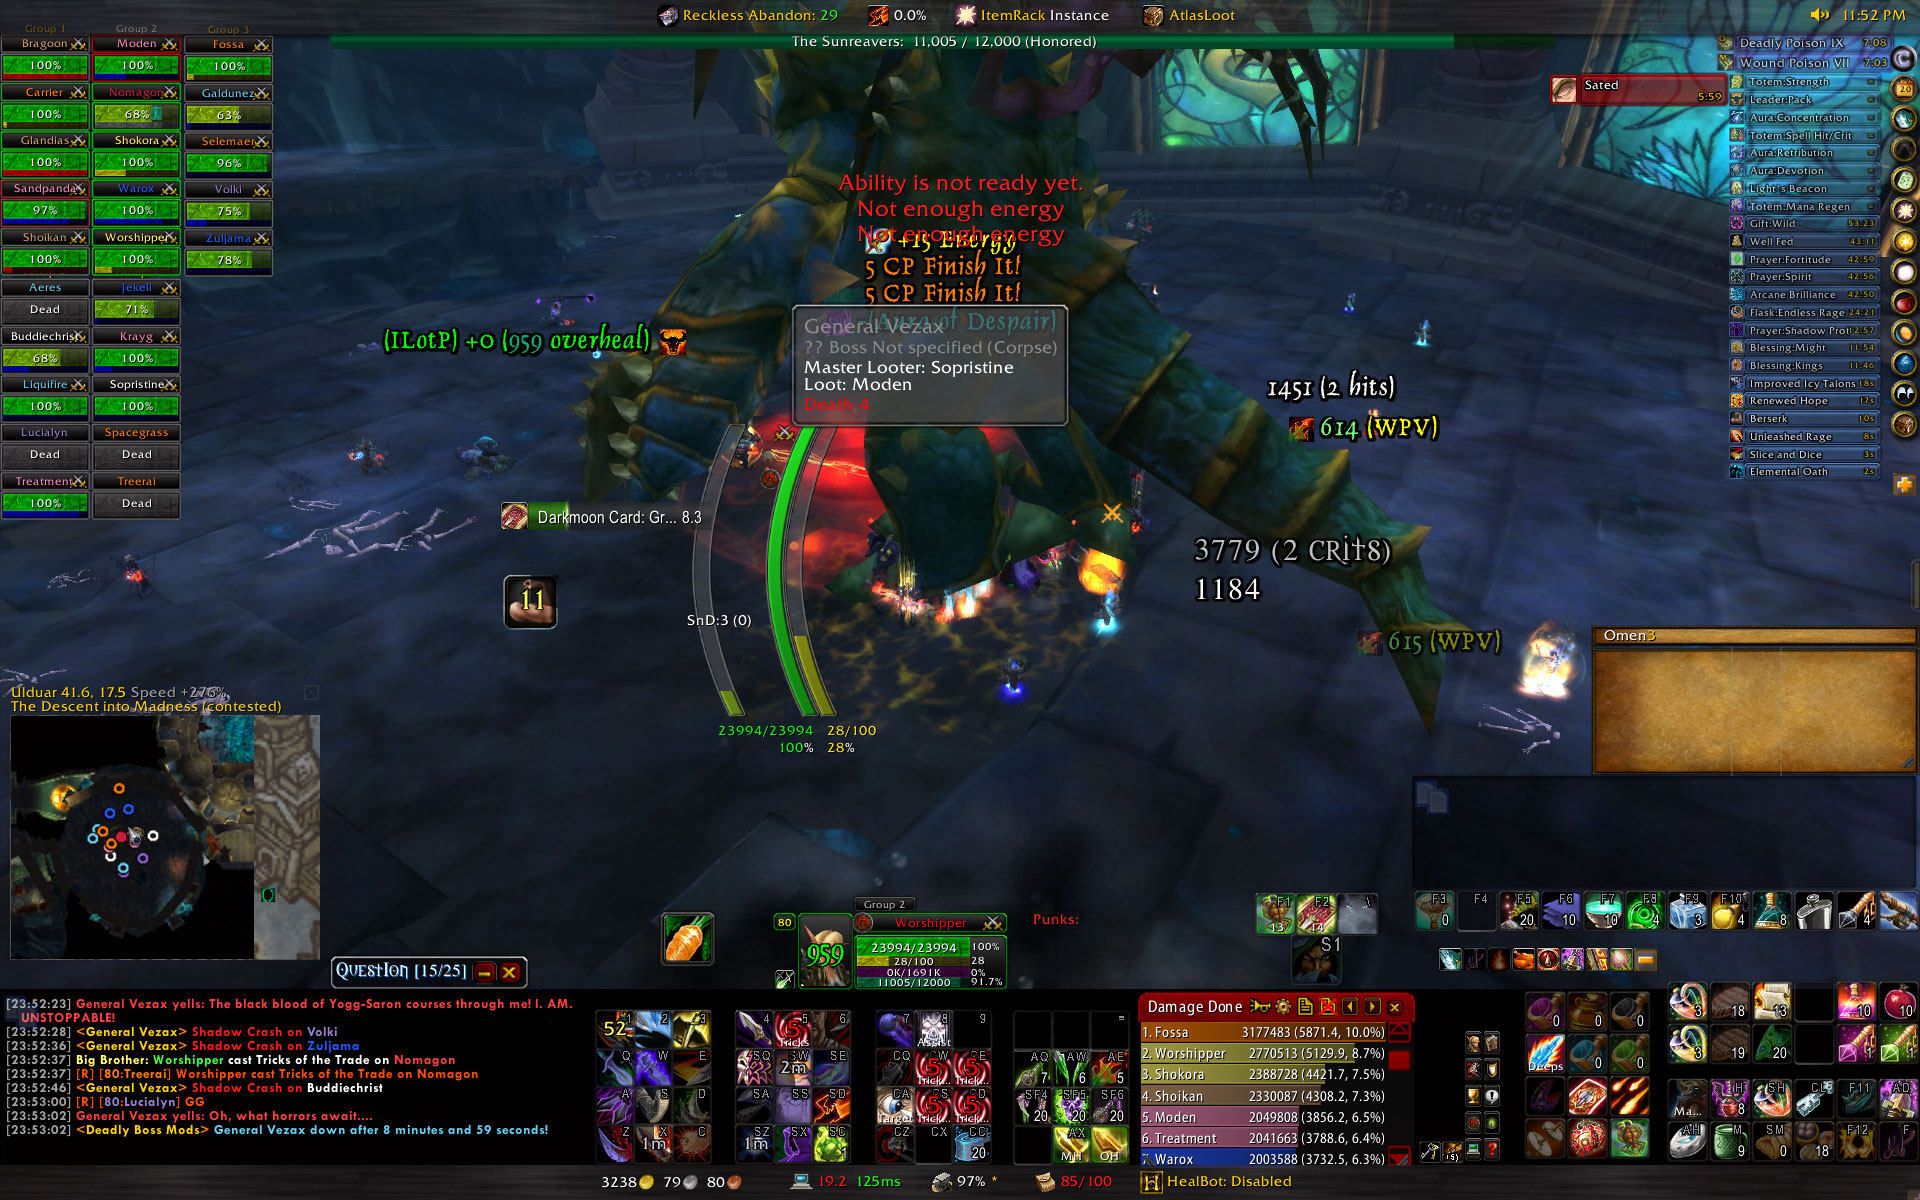 Reckless Abandon: 29
0.0%
ItemRack Instance
AtlasLoot
11:52 PM
The Sunreavers: 11,005 / 12,000 (Honored)
Group 1
Group 2
Group 3
Bragoon
Moden
Fossa
100%
100%
100%
Carrier
Nomagon
Galdunez
100%
68%
63%
Glandias
Shokora
Selemaer
100%
100%
96%
Sandpanda
Warox
Volki
97%
100%
75%
Shoikan
Worshipper
Zuljama
100%
100%
78%
Aeres
Jekell
Dead
71%
Buddiechrist
Krayg
68%
100%
Liquifire
Sopristine
100%
100%
Lucialyn
Spacegrass
Dead
Dead
Treatment
Treerai
100%
Dead
Deadly Poison IX 7:08
Wound Poison VII 7:03
Sated
5:59
Totem:Strength
Leader:Pack
Aura:Concentration
Totem:Spell Hit/Crit
Aura:Retribution
Aura:Devotion
Light's Beacon
Totem:Mana Regen
Gift:Wild 53:23
Well Fed 43:11
Prayer:Fortitude 42:59
Prayer:Spirit 42:56
Arcane Brilliance 42:50
Flask:Endless Rage 24:21
Prayer:Shadow Prot 12:57
Blessing:Might 11:54
Blessing:Kings 11:46
Improved Icy Talons 18s
Renewed Hope 17s
Berserk 10s
Unleashed Rage 8s
Slice and Dice 3s
Elemental Oath 2s
20
Ability is not ready yet.
Not enough energy
Not enough energy
+15 Energy
5 CP Finish It!
5 CP Finish It!
(Aura of Despair)
General Vezax
?? Boss Not specified (Corpse)
Master Looter: Sopristine
Loot: Moden
Death 4
(ILotP) +0 (959 overheal)
1451 (2 hits)
614 (WPV)
Darkmoon Card: Gr... 8.3
11
3779 (2 CRits)
1184
SnD:3 (0)
615 (WPV)
23994/23994 28/100
100% 28%
Omen3
Ulduar 41.6, 17.5 Speed +276%
The Descent into Madness (contested)
Group 2
80
Worshipper
959
23994/23994 100%
28/100 28
0K/1691K 0%
11005/12000 91.7%
Punks:
S1
Question [15/25]
[23:52:23] General Vezax yells: The black blood of Yogg-Saron courses through me! I. AM.
UNSTOPPABLE!
[23:52:28] <General Vezax> Shadow Crash on Volki
[23:52:36] <General Vezax> Shadow Crash on Zuljama
[23:52:37] Big Brother: Worshipper cast Tricks of the Trade on Nomagon
[23:52:37] [R] [80:Treerai] Worshipper cast Tricks of the Trade on Nomagon
[23:52:46] <General Vezax> Shadow Crash on Buddiechrist
[23:53:00] [R] [80:Lucialyn] GG
[23:53:02] General Vezax yells: Oh, what horrors await....
[23:53:02] <Deadly Boss Mods> General Vezax down after 8 minutes and 59 seconds!
Damage Done
1. Fossa 3177483 (5871.4, 10.0%)
2. Worshipper 2770513 (5129.9, 8.7%)
3. Shokora 2388728 (4421.7, 7.5%)
4. Shoikan 2330087 (4308.2, 7.3%)
5. Moden 2049808 (3856.2, 6.5%)
6. Treatment 2041663 (3788.6, 6.4%)
7. Warox 2003588 (3732.5, 6.3%)
3238 79 80
19.2 125ms
97% *
85/100
HealBot: Disabled